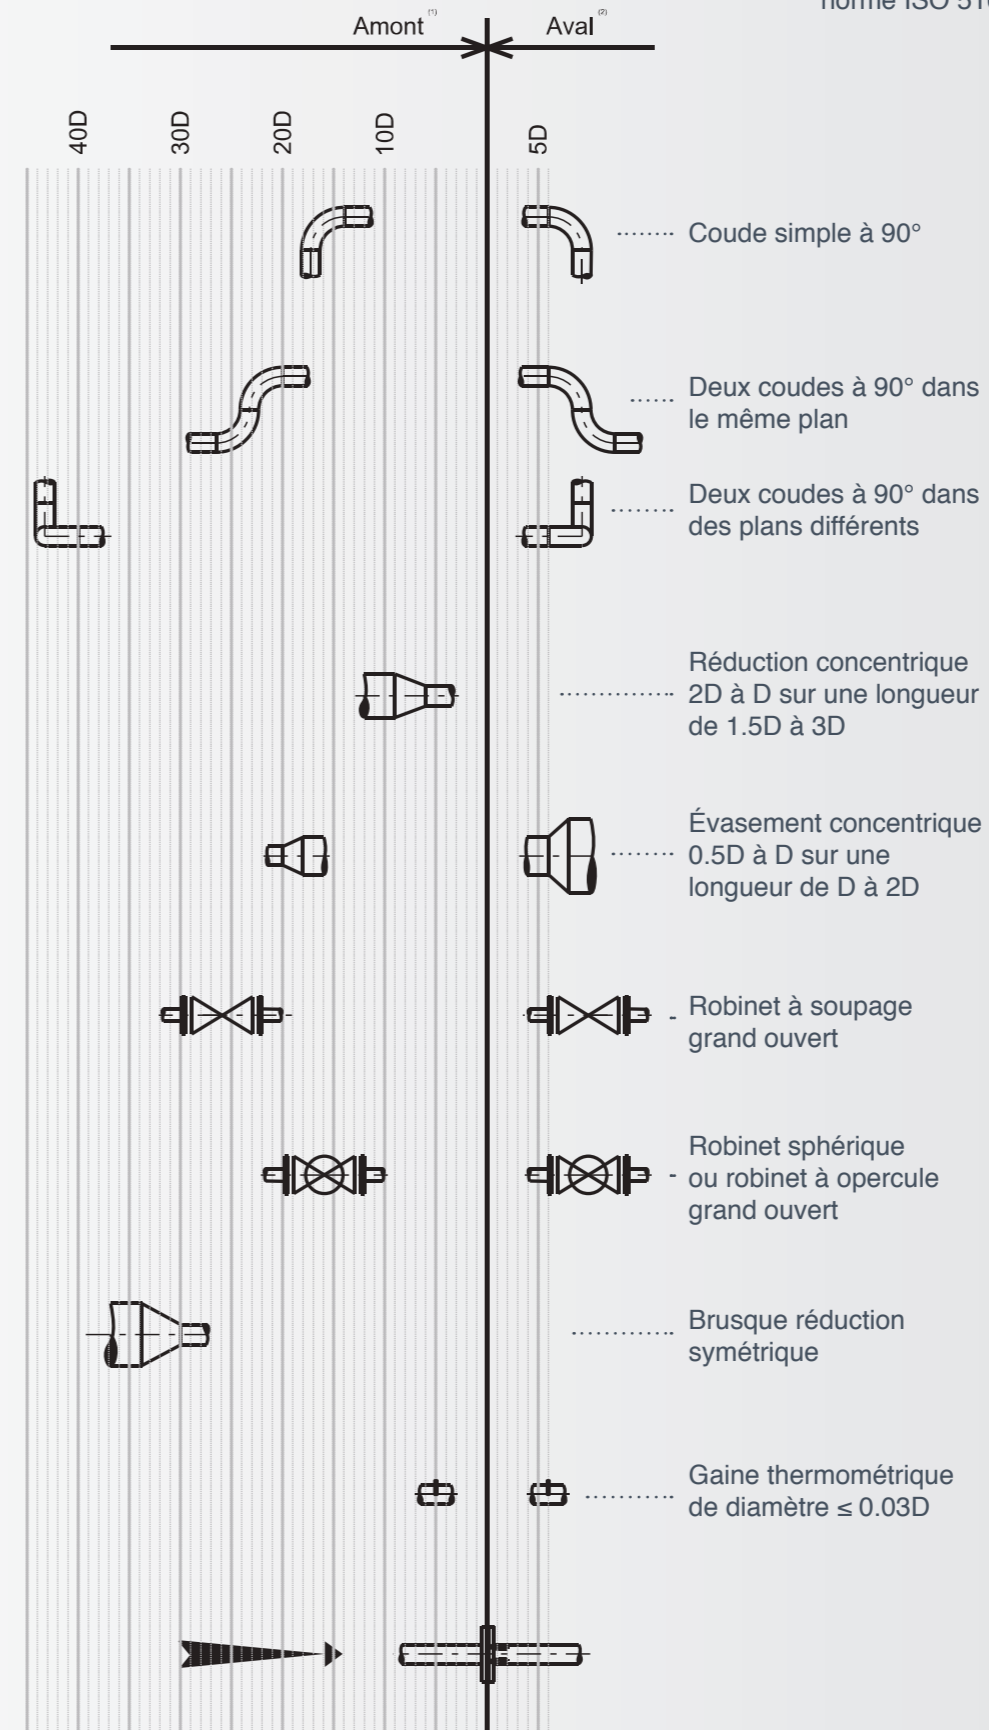 norme ISO 516
Amont (1)
Aval (2)
40D
30D
20D
10D
5D
Coude simple à 90°
Deux coudes à 90° dans
le même plan
Deux coudes à 90° dans
des plans différents
Réduction concentrique
2D à D sur une longueur
de 1.5D à 3D
Évasement concentrique
0.5D à D sur une
longueur de D à 2D
Robinet à soupage
grand ouvert
Robinet sphérique
ou robinet à opercule
grand ouvert
Brusque réduction
symétrique
Gaine thermométrique
de diamètre ≤ 0.03D